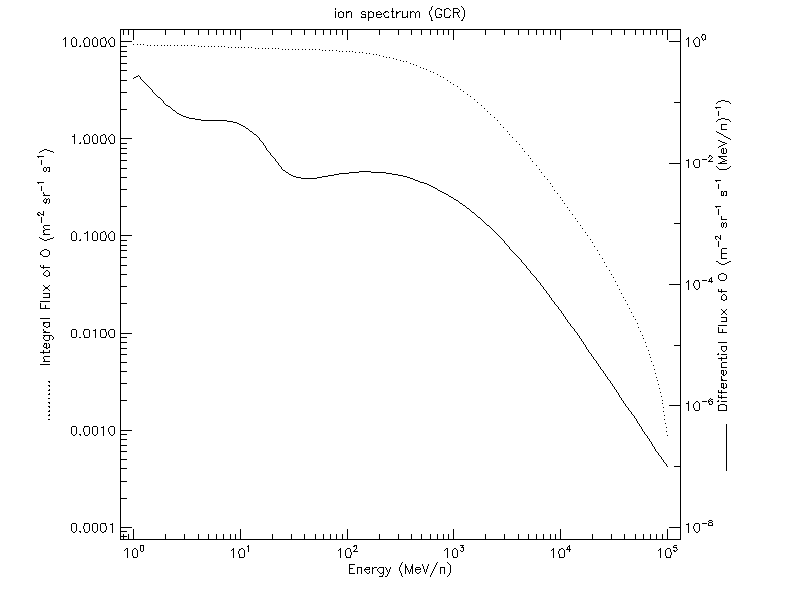 ion spectrum (GCR)
10.0000
1.0000
0.1000
0.0100
0.0010
0.0001
Integral Flux of O (m⁻² sr⁻¹ s⁻¹)
10⁰
10⁻²
10⁻⁴
10⁻⁶
10⁻⁸
Differential Flux of O (m⁻² sr⁻¹ s⁻¹ (MeV/n)⁻¹)
10⁰ 10¹ 10² 10³ 10⁴ 10⁵
Energy (MeV/n)